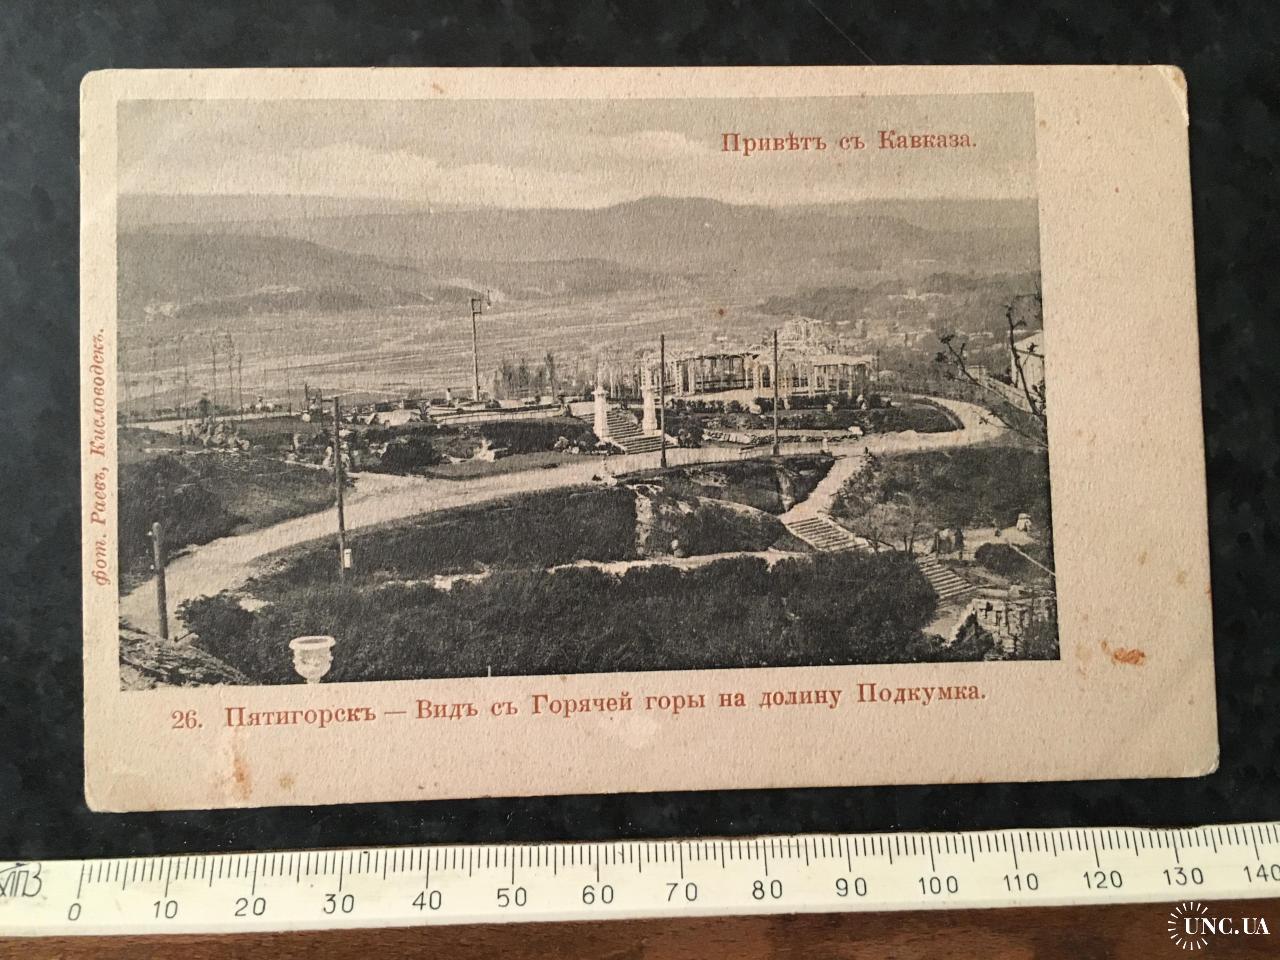 Привѣтъ съ Кавказа.
фот. Раевъ, Кисловодскъ.
26. Пятигорскъ — Видъ съ Горячей горы на долину Подкумка.
0 10 20 30 40 50 60 70 80 90 100 110 120 130 140
UNC.UA